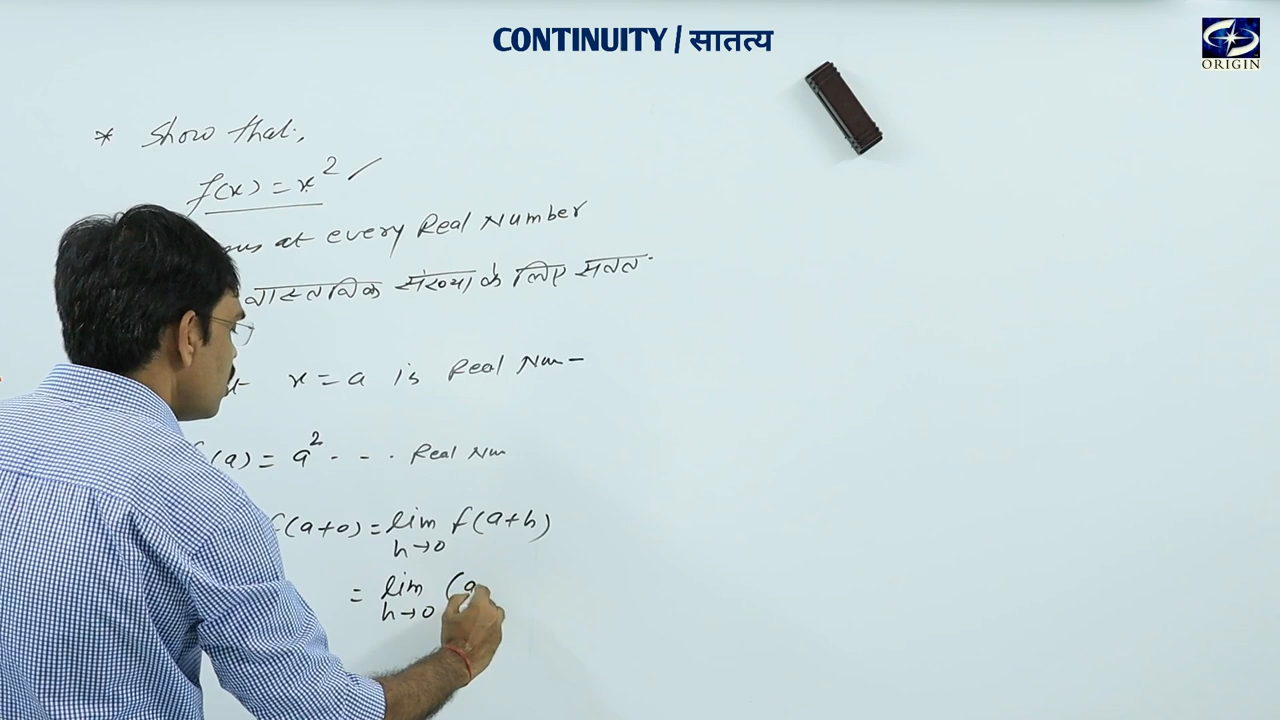 CONTINUITY / सातत्य
ORIGIN
* Show that,
f(x) = x²
at every Real Number
वास्तविक संख्या के लिए सतत
x = a is Real Num
(a) = a² - - . Real Num
f(a+0) = lim f(a+h)
h→0
= lim (a
h→0